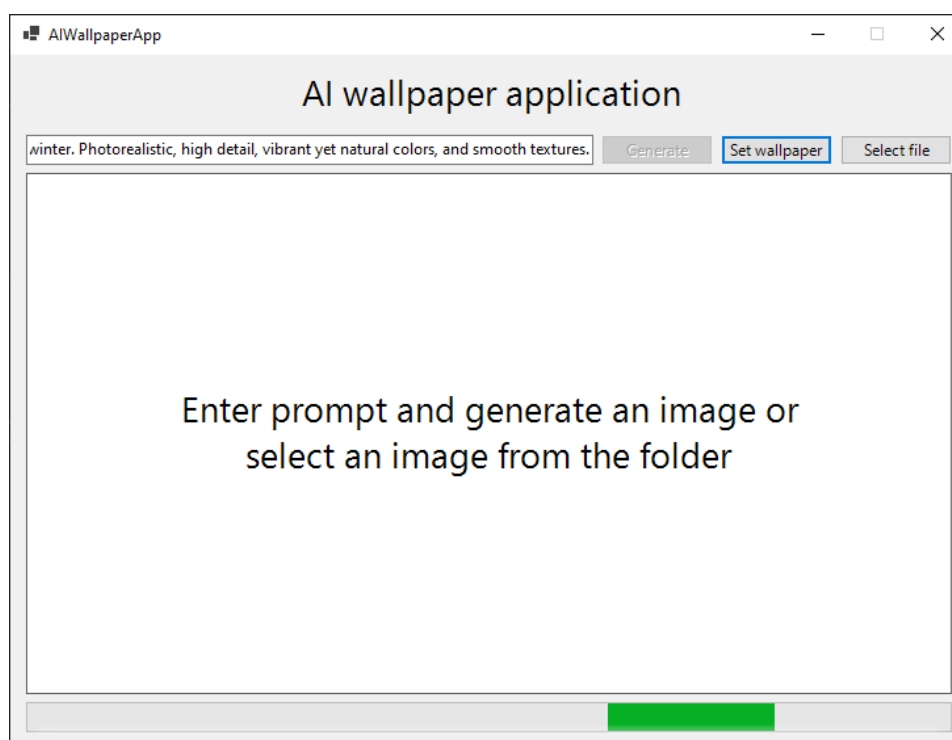 AIWallpaperApp
AI wallpaper application
winter. Photorealistic, high detail, vibrant yet natural colors, and smooth textures.
Generate
Set wallpaper
Select file
Enter prompt and generate an image or
select an image from the folder